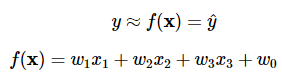 y ≈ f(𝐱) = ŷ
f(𝐱) = w₁x₁ + w₂x₂ + w₃x₃ + w₀